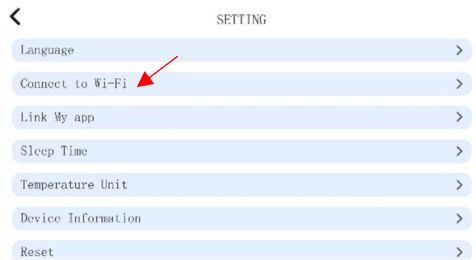 SETTING
Language
Connect to Wi-Fi
Link My app
Sleep Time
Temperature Unit
Device Information
Reset